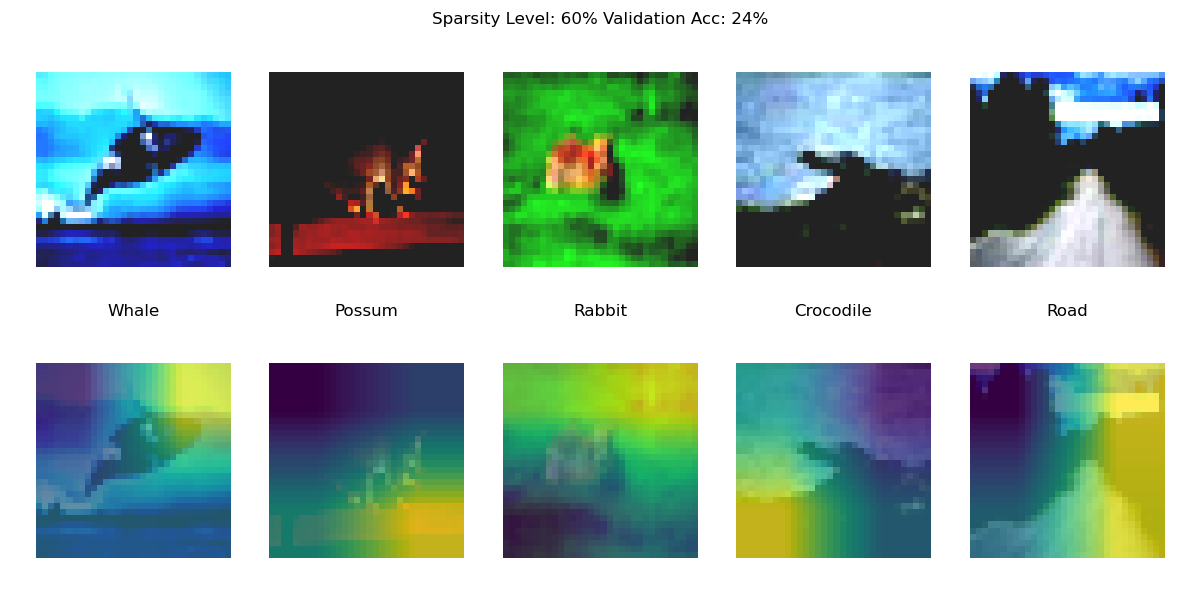 Sparsity Level: 60% Validation Acc: 24%
Whale
Possum
Rabbit
Crocodile
Road